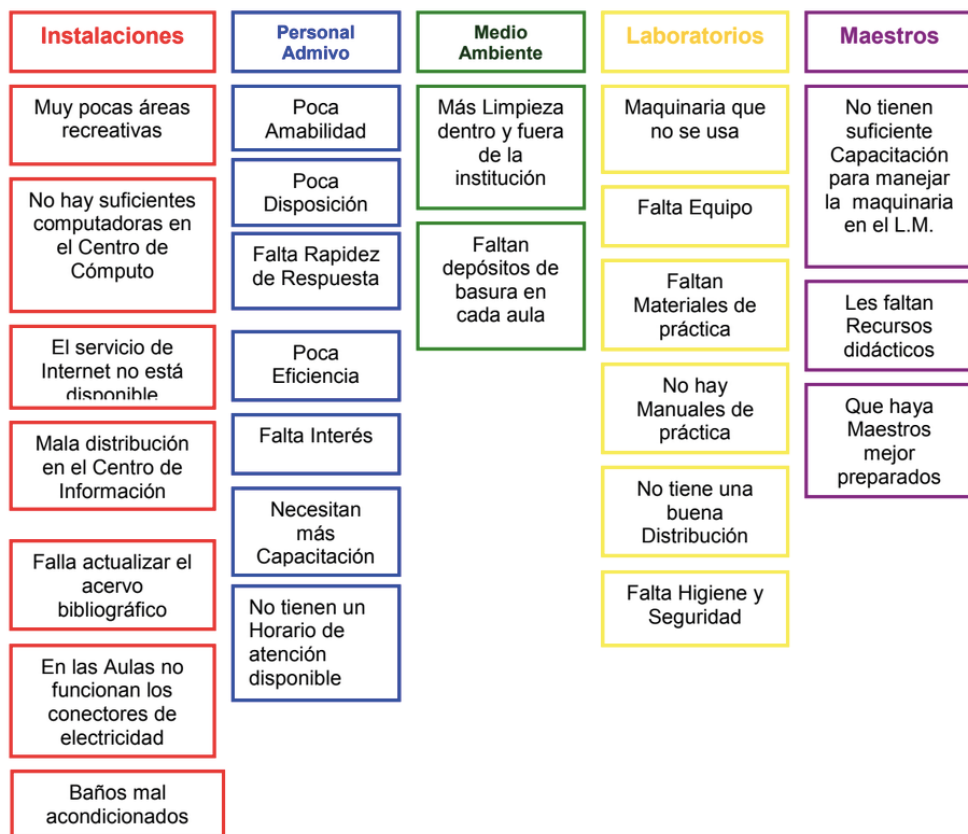 Instalaciones
Muy pocas áreas
recreativas
No hay suficientes
computadoras en
el Centro de
Cómputo
El servicio de
Internet no está
disponible
Mala distribución
en el Centro de
Información
Falla actualizar el
acervo
bibliográfico
En las Aulas no
funcionan los
conectores de
electricidad
Baños mal
acondicionados
Personal
Admivo
Poca
Amabilidad
Poca
Disposición
Falta Rapidez
de Respuesta
Poca
Eficiencia
Falta Interés
Necesitan
más
Capacitación
No tienen un
Horario de
atención
disponible
Medio
Ambiente
Más Limpieza
dentro y fuera
de la
institución
Faltan
depósitos de
basura en
cada aula
Laboratorios
Maquinaria que
no se usa
Falta Equipo
Faltan
Materiales de
práctica
No hay
Manuales de
práctica
No tiene una
buena
Distribución
Falta Higiene y
Seguridad
Maestros
No tienen
suficiente
Capacitación
para manejar
la maquinaria
en el L.M.
Les faltan
Recursos
didácticos
Que haya
Maestros
mejor
preparados